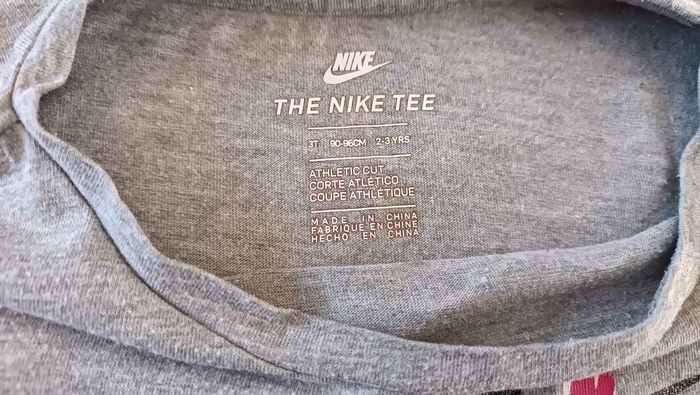 NIKE
THE NIKE TEE
3T 90-96CM 2-3 YRS
ATHLETIC CUT
CORTE ATLÉTICO
COUPE ATHLÉTIQUE
MADE IN CHINA
FABRIQUE EN CHINE
HECHO EN CHINA